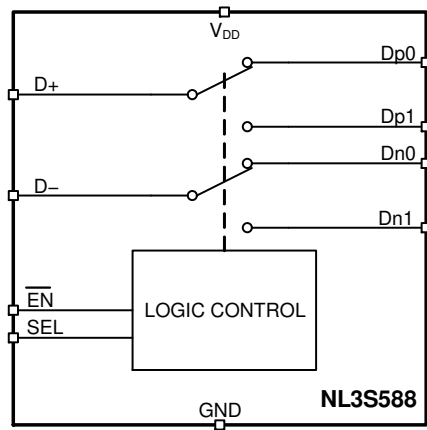 VDD
Dp0
D+
Dp1
Dn0
D−
Dn1
EN
LOGIC CONTROL
SEL
NL3S588
GND